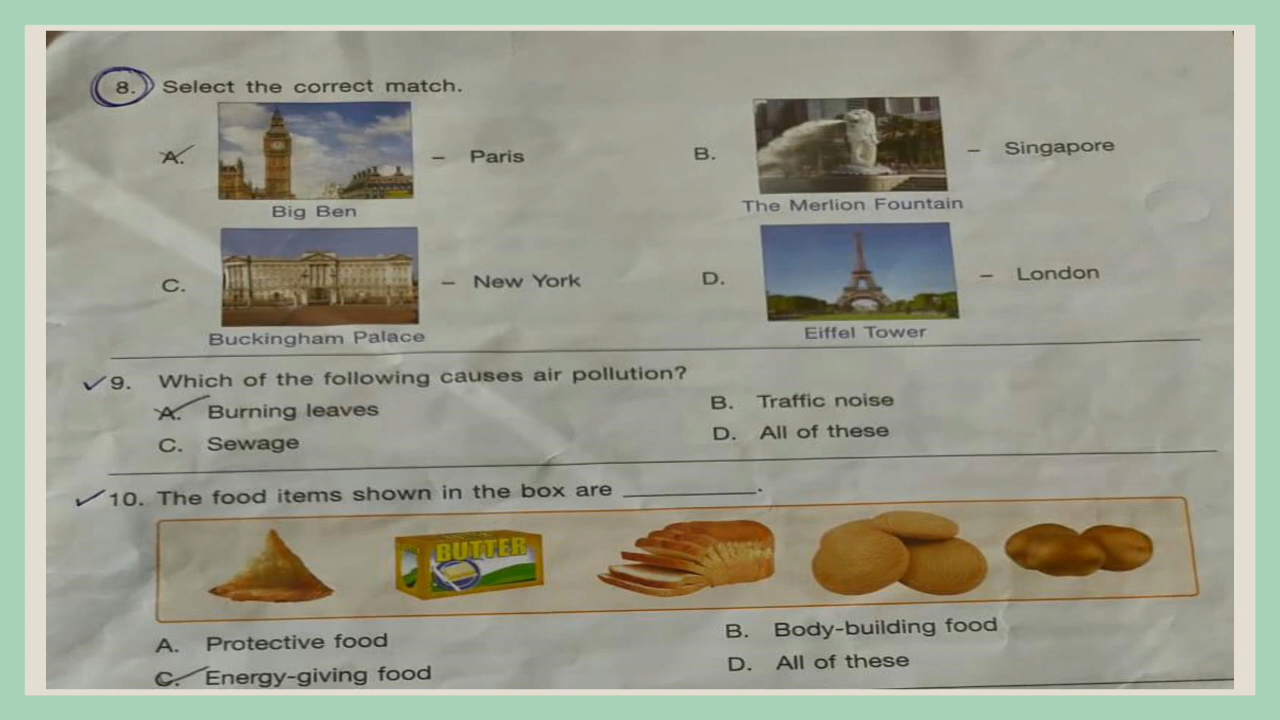 8. Select the correct match.
A. – Paris B. – Singapore
Big Ben The Merlion Fountain
C. – New York D. – London
Buckingham Palace Eiffel Tower
9. Which of the following causes air pollution?
A. Burning leaves B. Traffic noise
C. Sewage D. All of these
10. The food items shown in the box are __________.
BUTTER
A. Protective food B. Body-building food
C. Energy-giving food D. All of these